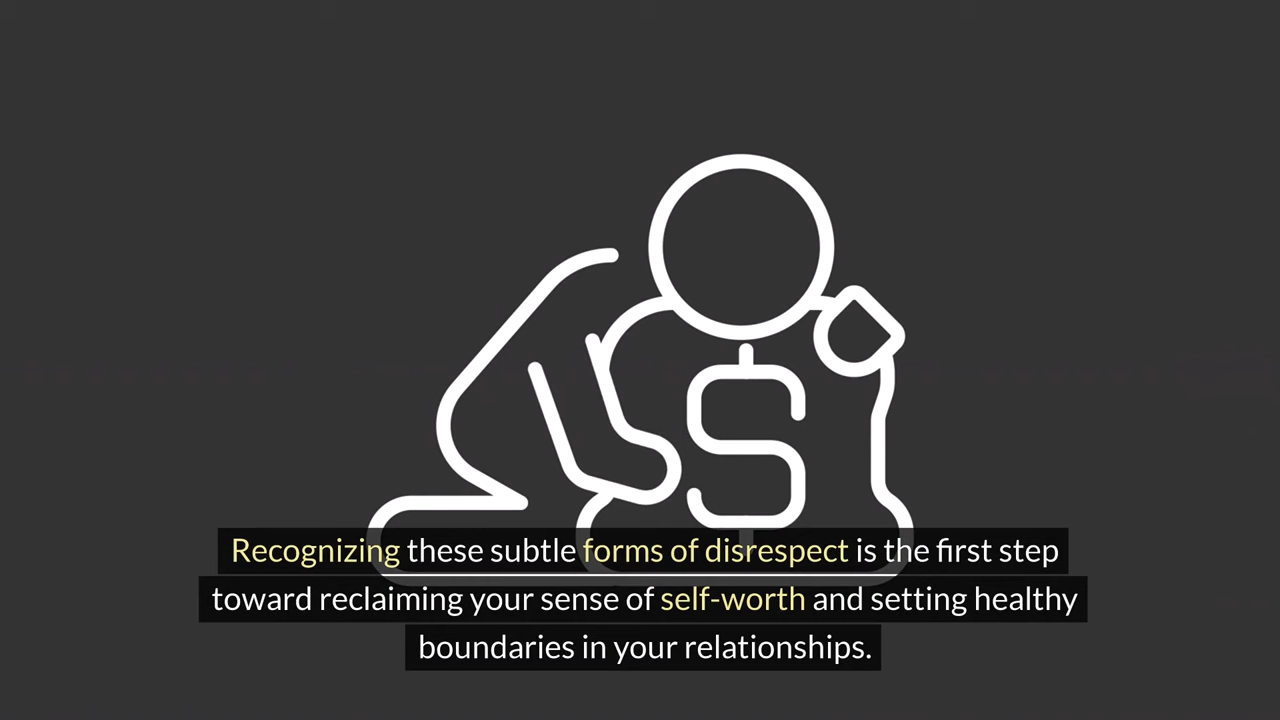 $
Recognizing these subtle forms of disrespect is the first step
toward reclaiming your sense of self-worth and setting healthy
boundaries in your relationships.